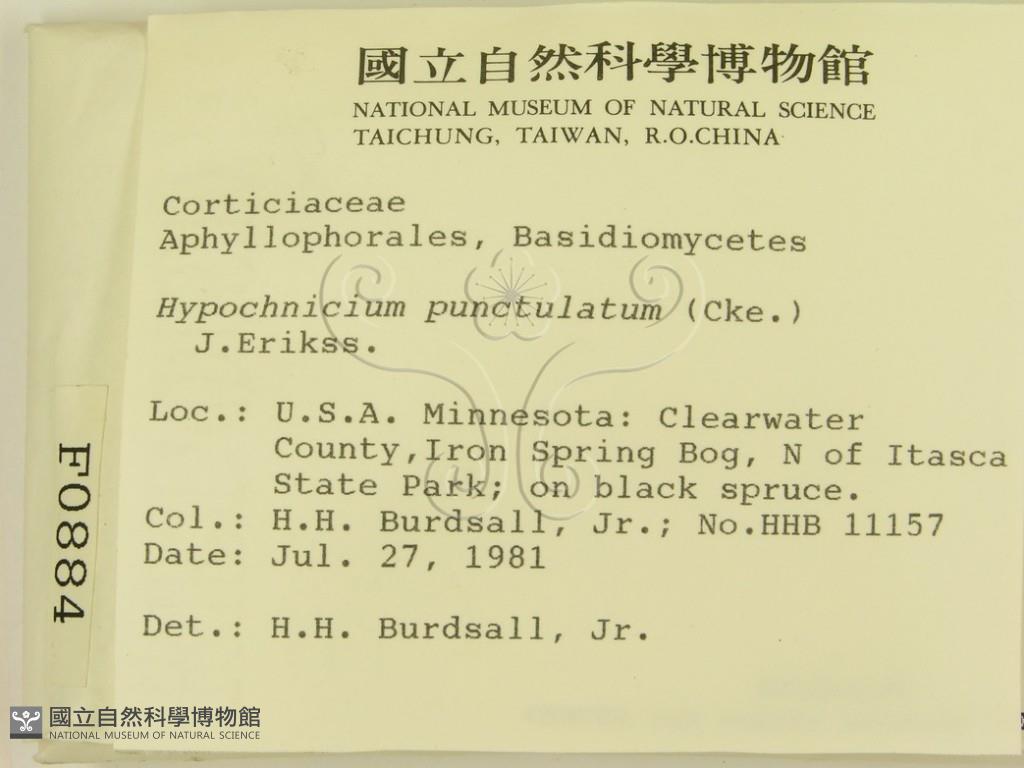 國立自然科學博物館
NATIONAL MUSEUM OF NATURAL SCIENCE
TAICHUNG, TAIWAN, R.O.CHINA
Corticiaceae
Aphyllophorales, Basidiomycetes
Hypochnicium punctulatum (Cke.)
J.Erikss.
Loc.: U.S.A. Minnesota: Clearwater
County,Iron Spring Bog, N of Itasca
State Park; on black spruce.
Col.: H.H. Burdsall, Jr.; No.HHB 11157
Date: Jul. 27, 1981
Det.: H.H. Burdsall, Jr.
F0884
國立自然科學博物館
NATIONAL MUSEUM OF NATURAL SCIENCE